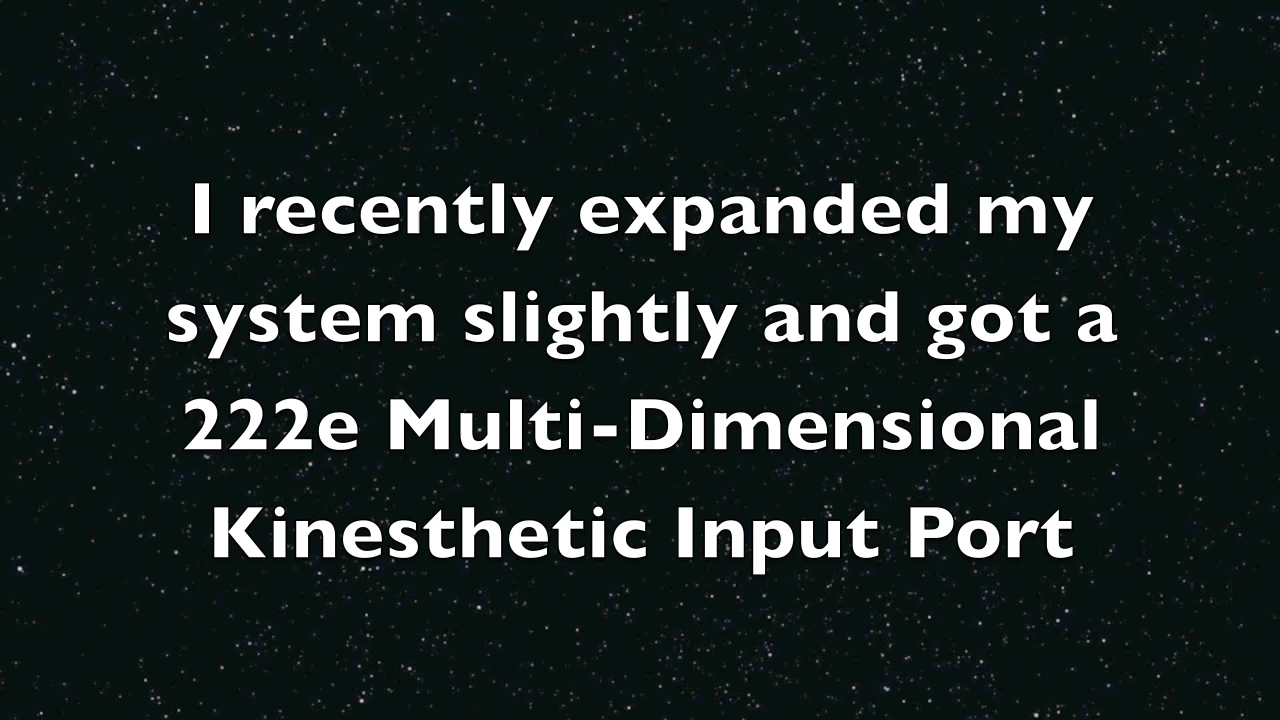 I recently expanded my
system slightly and got a
222e Multi-Dimensional
Kinesthetic Input Port